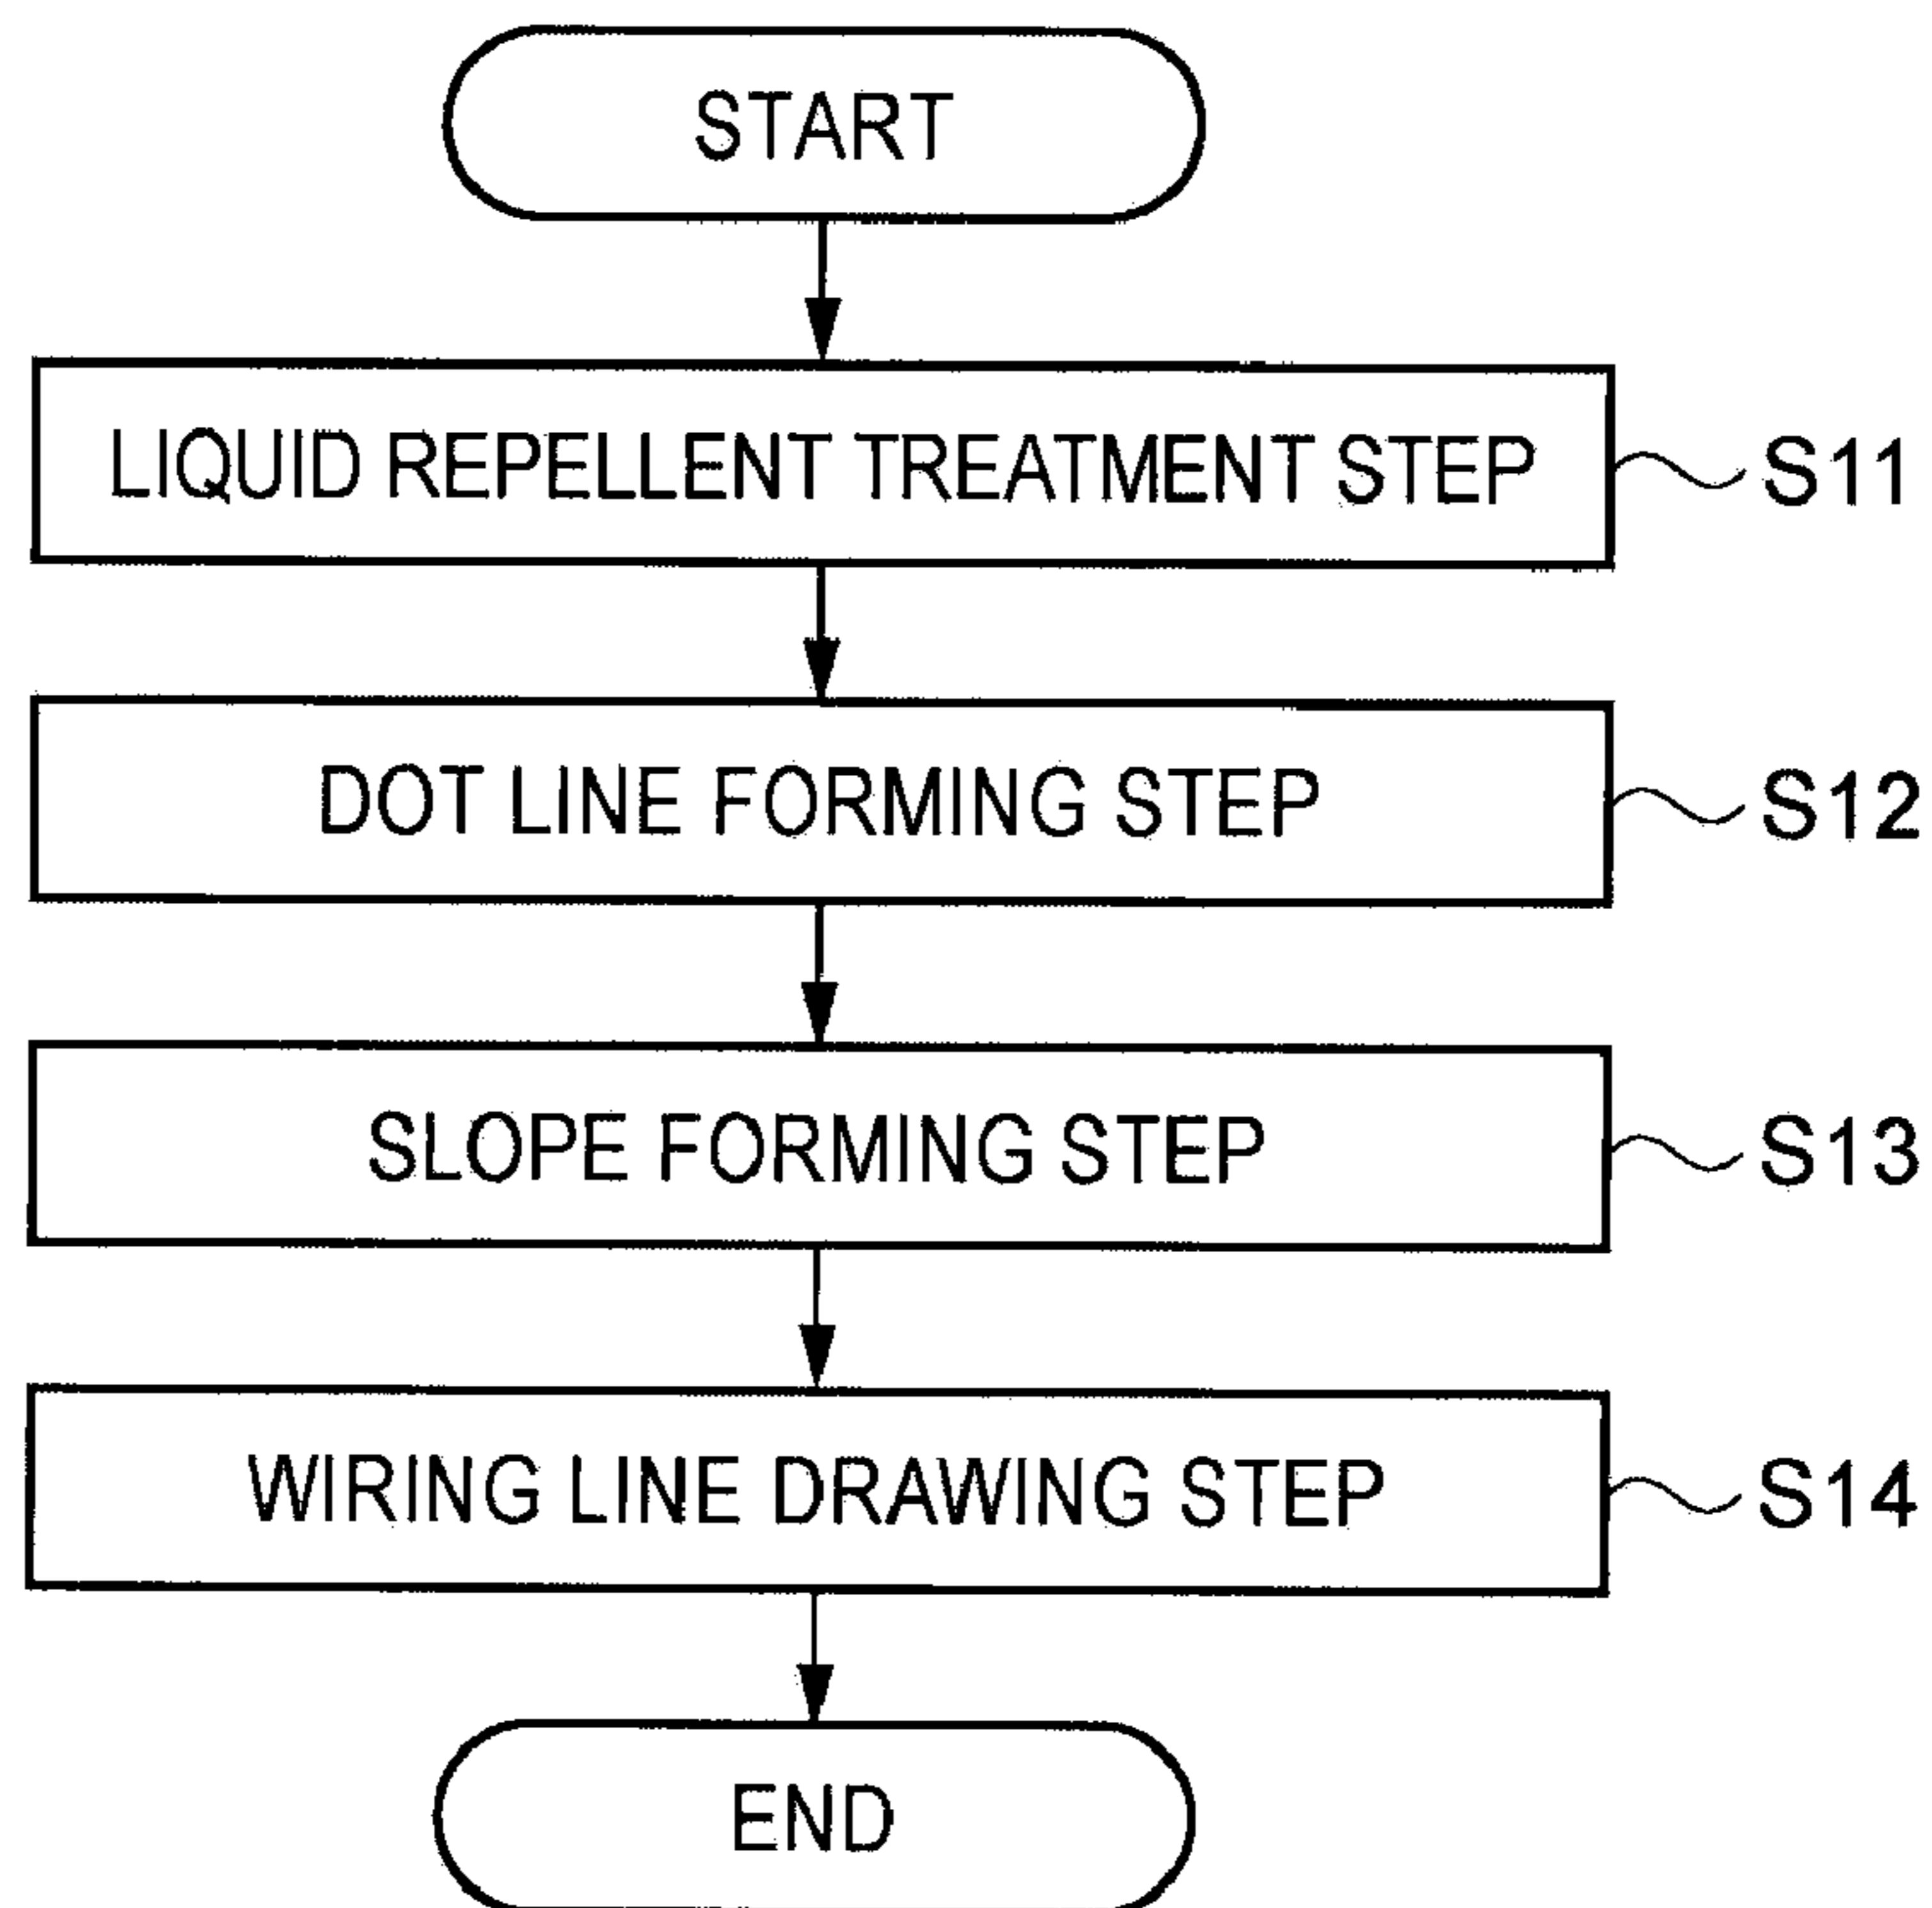 START
LIQUID REPELLENT TREATMENT STEP S11
DOT LINE FORMING STEP S12
SLOPE FORMING STEP S13
WIRING LINE DRAWING STEP S14
END